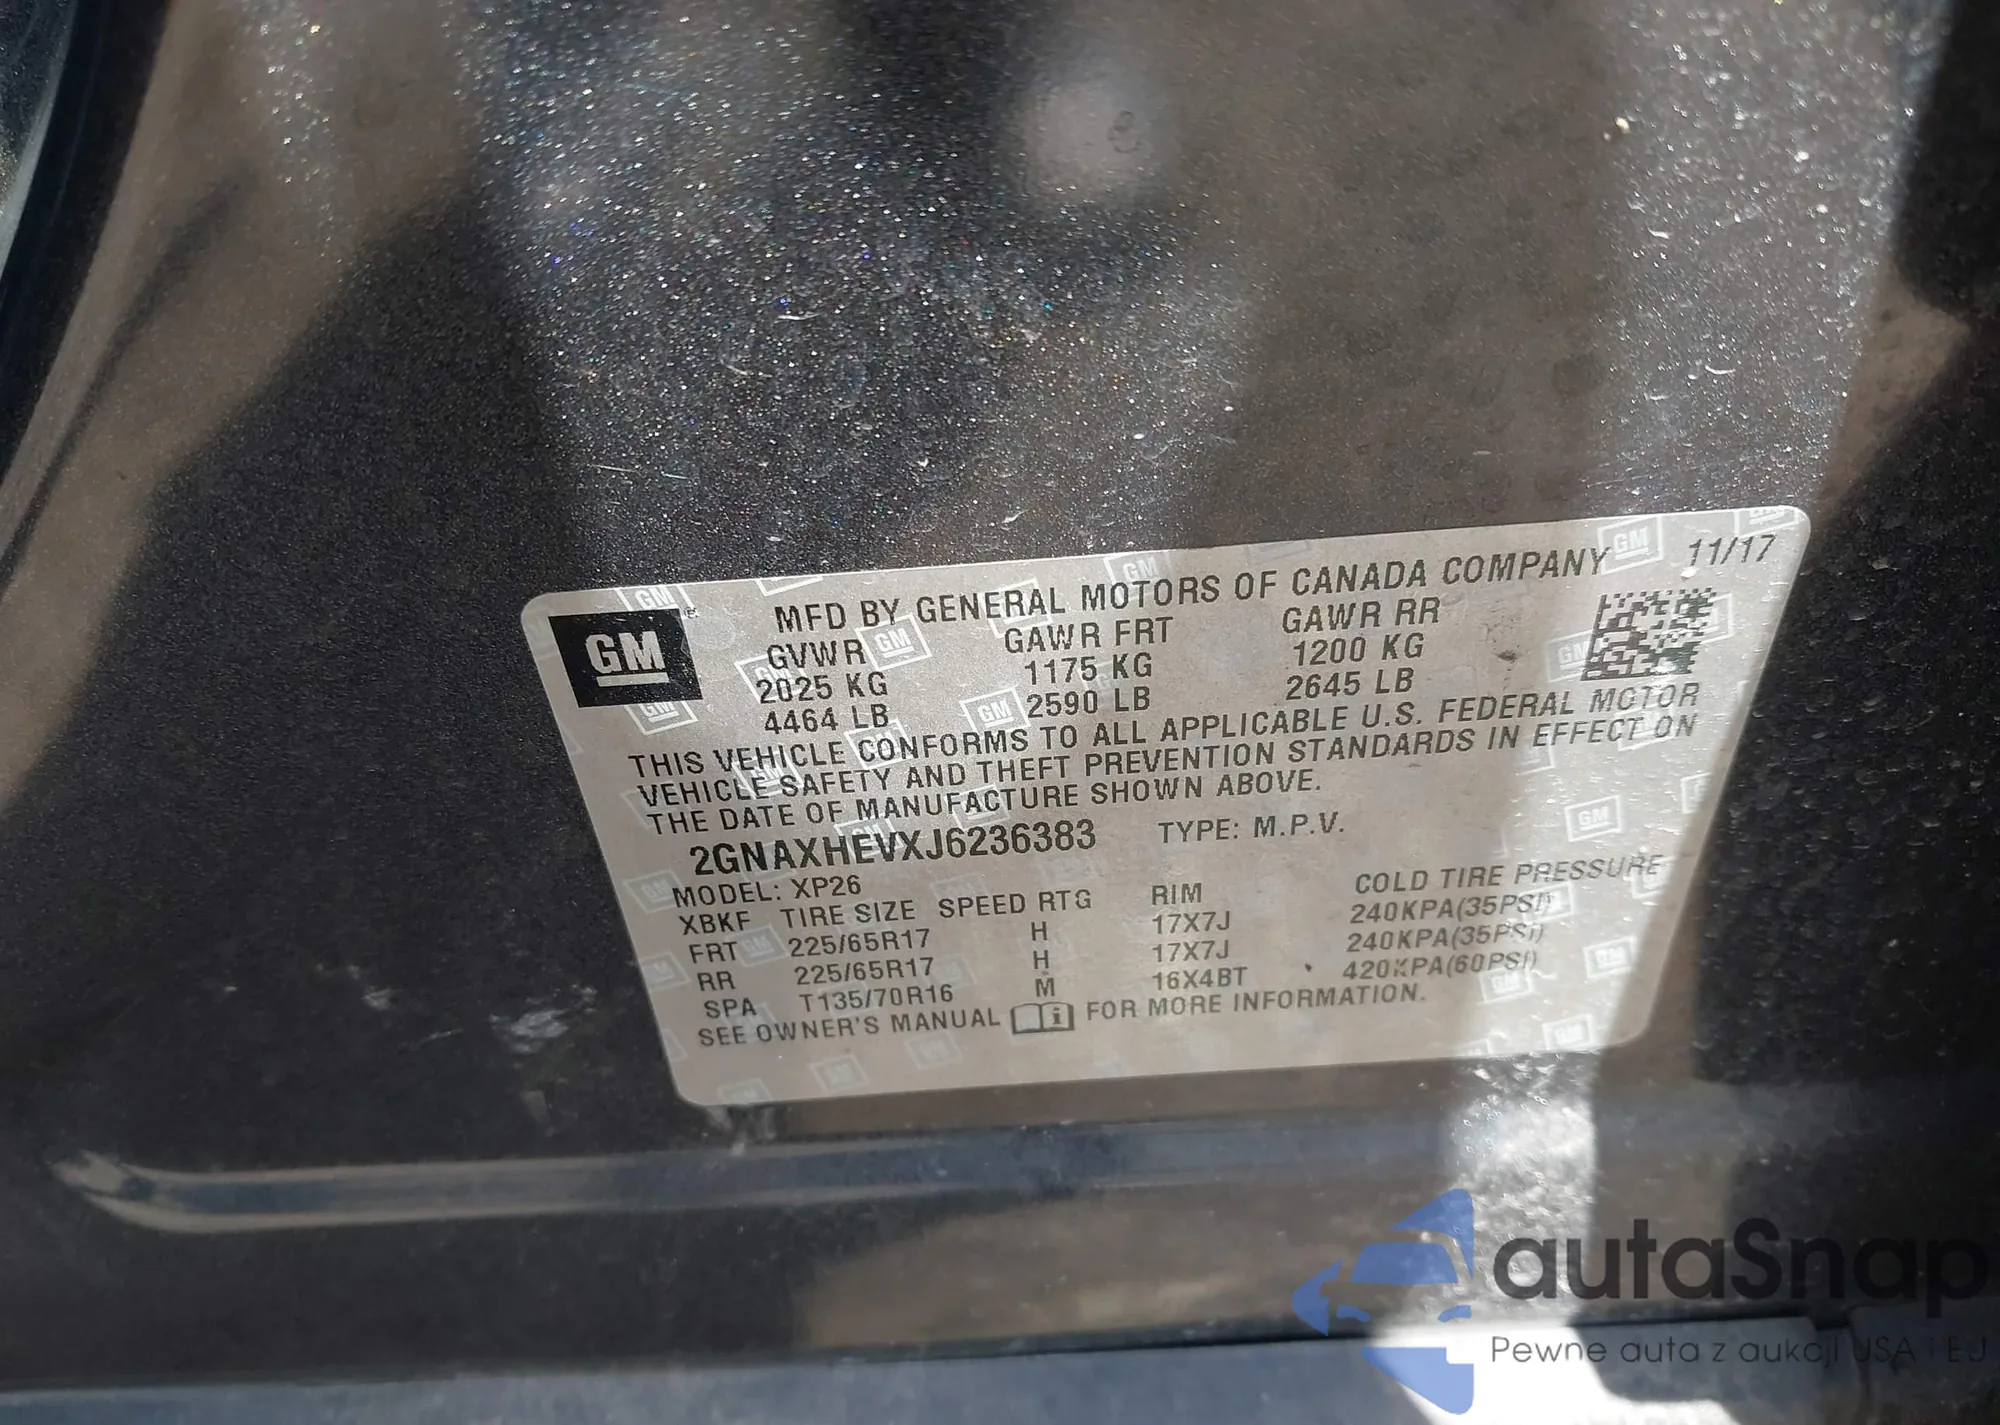 GM
MFD BY GENERAL MOTORS OF CANADA COMPANY 11/17
GVWR GAWR FRT GAWR RR
2025 KG 1175 KG 1200 KG
4464 LB 2590 LB 2645 LB
THIS VEHICLE CONFORMS TO ALL APPLICABLE U.S. FEDERAL MOTOR
VEHICLE SAFETY AND THEFT PREVENTION STANDARDS IN EFFECT ON
THE DATE OF MANUFACTURE SHOWN ABOVE.
2GNAXHEVXJ6236383 TYPE: M.P.V.
MODEL: XP26
XBKF TIRE SIZE SPEED RTG RIM COLD TIRE PRESSURE
FRT 225/65R17 H 17X7J 240KPA(35PSI)
RR 225/65R17 H 17X7J 240KPA(35PSI)
SPA T135/70R16 M 16X4BT 420KPA(60PSI)
SEE OWNER'S MANUAL FOR MORE INFORMATION.
autaSnap
Pewne auta z aukcji USA i EJ